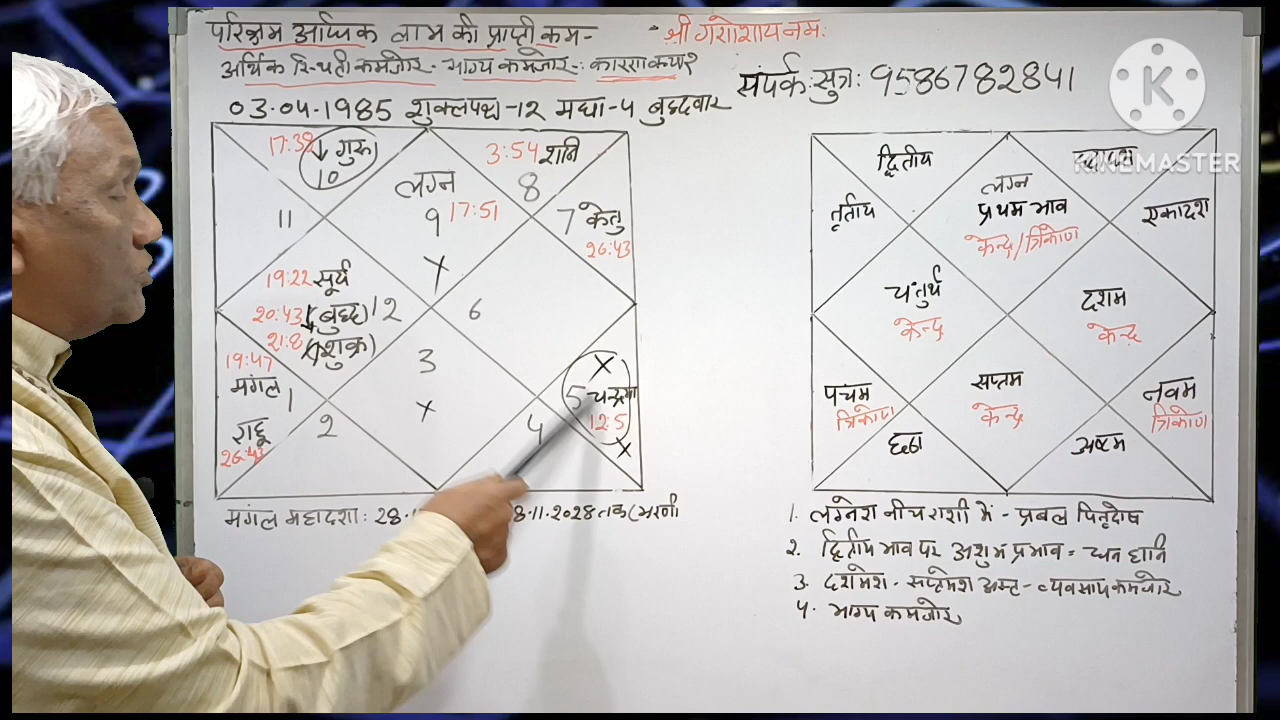 परिश्रम आर्थिक लाभ की प्राप्ती कम- - श्री गणेशाय नमः
आर्थिक स्थिती कमजोर - भाग्य कमजोर - : कारण क्या?
संपर्क: सुत्र: 9586782841
03.04.1985 शुक्लपक्ष -12 मघा-4 बुद्धवार
17:38 ↓ गुरु
10
3:54 शनि
8
लग्न
9 17:51
11
7 केतु
26:43
19:22 सूर्य
20:43 (बुद्ध) 12
21:8 (शुक्र)
6
19:47
मंगल 1
राहू
26:43
2
3
4
5 चन्द्रमा
12:5
मंगल महादशा: 28. 8.11.2028 तक (भरणी
द्वितीय
लग्न
प्रथम भाव
केन्द्र/त्रिकोण
तृतीय
एकादश
चतुर्थ
केन्द्र
दशम
केन्द्र
पंचम
त्रिकोण
सप्तम
केन्द्र
नवम
त्रिकोण
छठा
अष्टम
1. लग्नेश नीच राशी में - प्रबल पितृदोष
2. द्वितीय भाव पर अशुभ प्रभाव = धन हानि
3. दशमेश - सप्तमेश अस्त - व्यवसाय कमजोर
4. भाग्य कमजोर
KINEMASTER